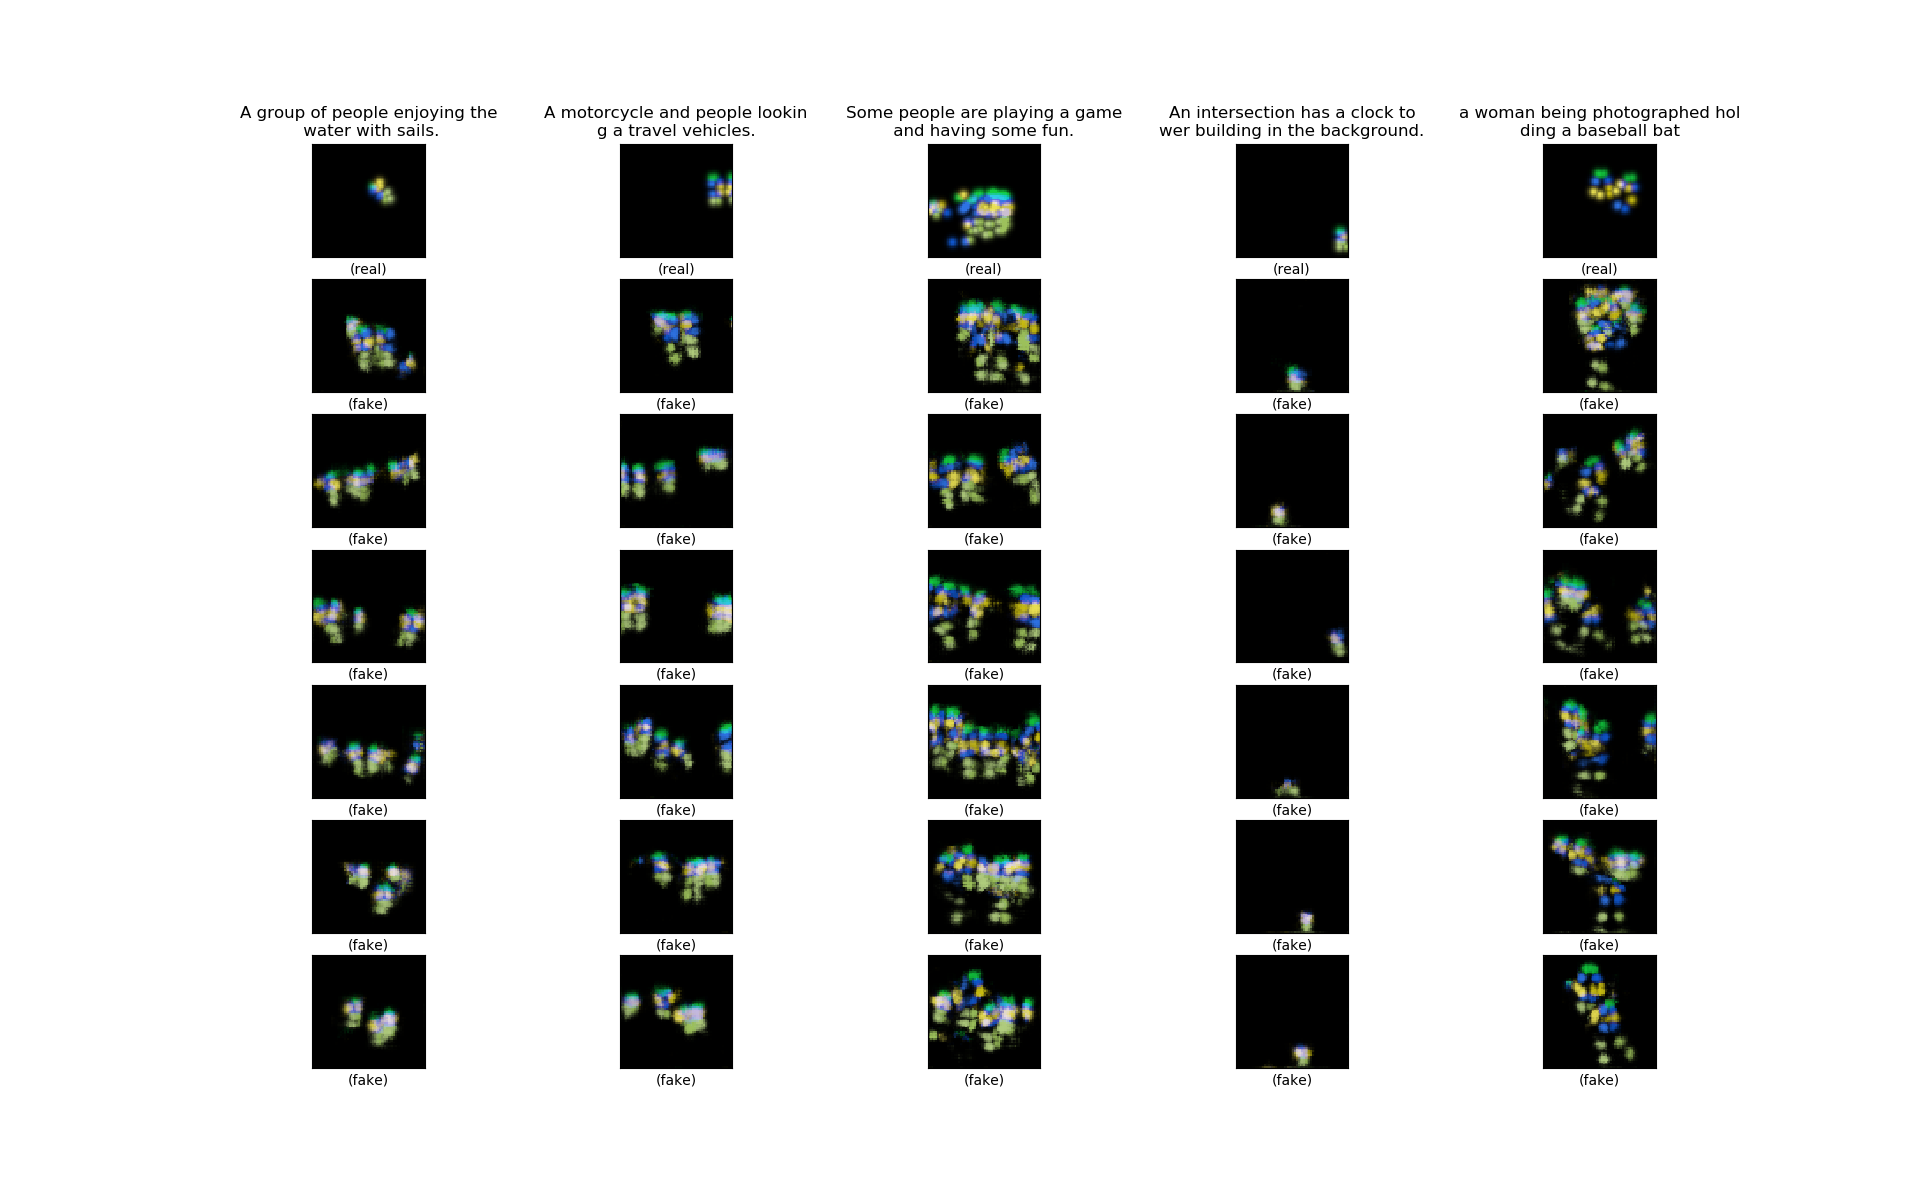 A group of people enjoying the
water with sails.
A motorcycle and people lookin
g a travel vehicles.
Some people are playing a game
and having some fun.
An intersection has a clock to
wer building in the background.
a woman being photographed hol
ding a baseball bat
(real) (real) (real) (real) (real)
(fake) (fake) (fake) (fake) (fake)
(fake) (fake) (fake) (fake) (fake)
(fake) (fake) (fake) (fake) (fake)
(fake) (fake) (fake) (fake) (fake)
(fake) (fake) (fake) (fake) (fake)
(fake) (fake) (fake) (fake) (fake)